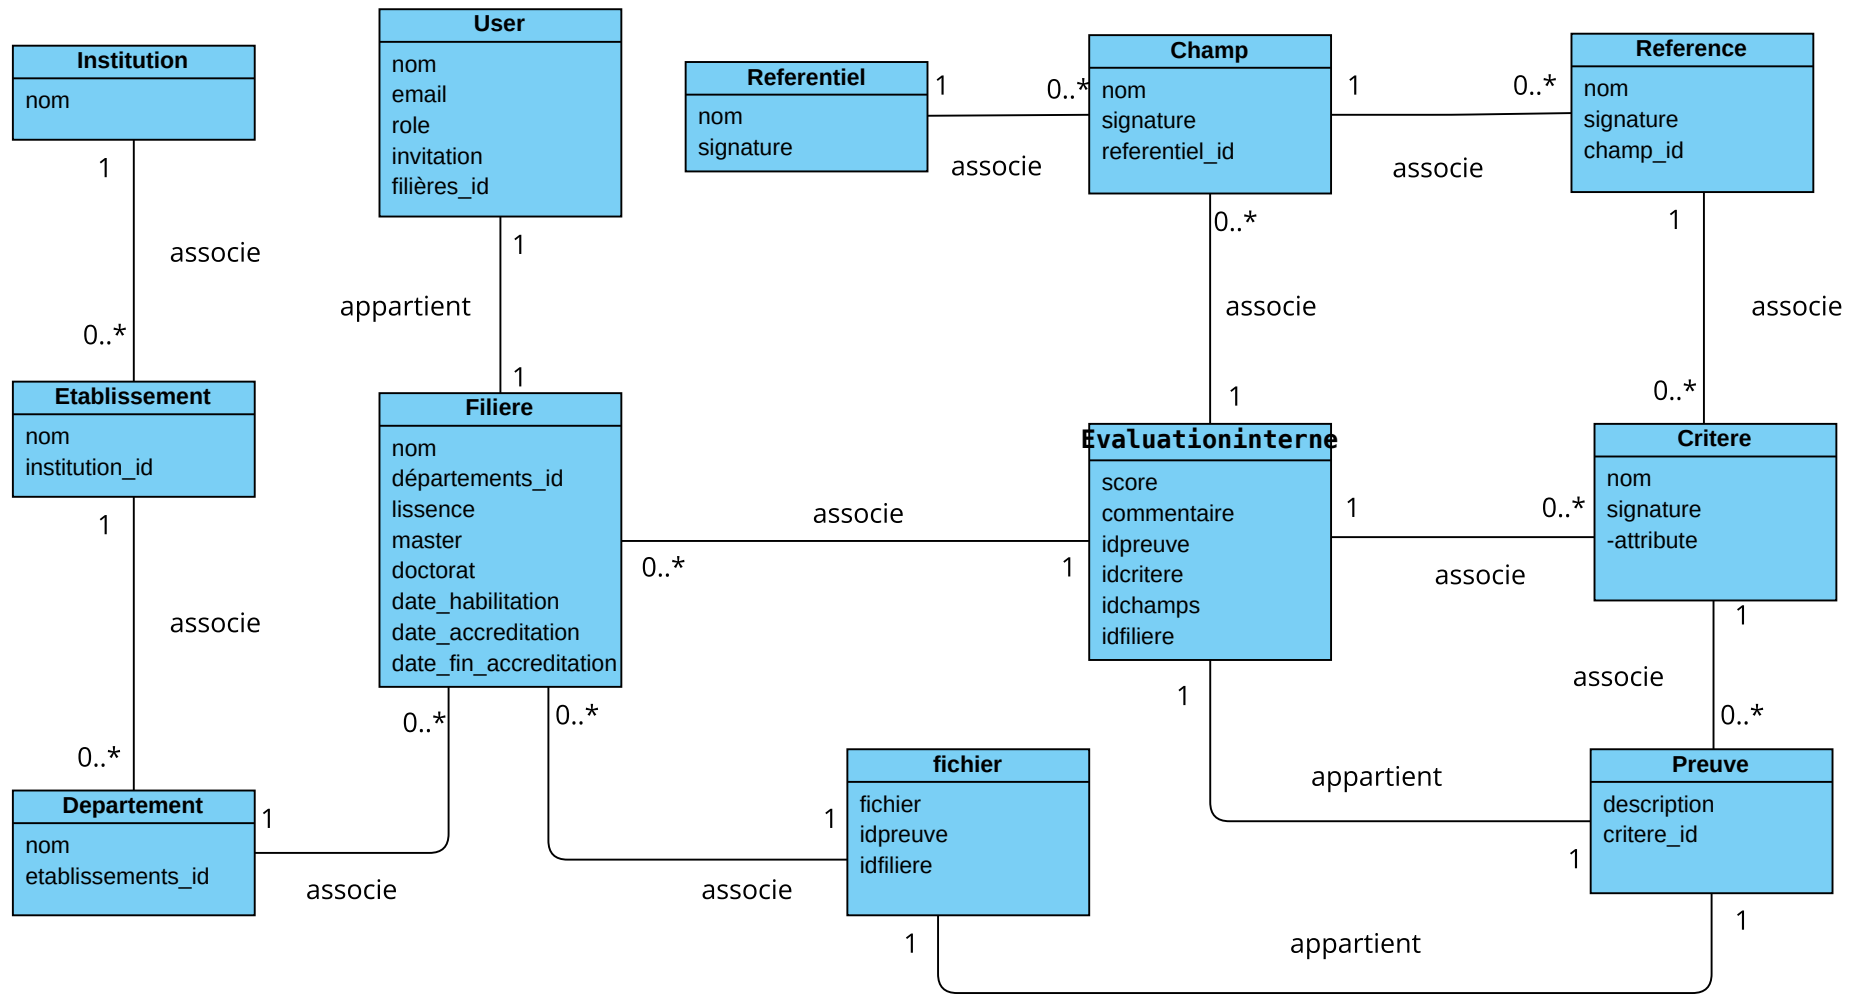 Institution
nom
1
associe
0..*
Etablissement
nom
institution_id
1
associe
0..*
Departement
nom
etablissements_id
1
associe
0..*
User
nom
email
role
invitation
filières_id
1
appartient
1
Filiere
nom
départements_id
lissence
master
doctorat
date_habilitation
date_accreditation
date_fin_accreditation
0..*
associe
1
0..*
1
associe
fichier
fichier
idpreuve
idfiliere
1
appartient
1
Referentiel
nom
signature
1
0..*
associe
Champ
nom
signature
referentiel_id
1
0..*
associe
Reference
nom
signature
champ_id
0..*
associe
1
Evaluationinterne
score
commentaire
idpreuve
idcritere
idchamps
idfiliere
1
associe
0..*
Critere
nom
signature
-attribute
1
0..*
associe
1
associe
0..*
1
appartient
1
Preuve
description
critere_id